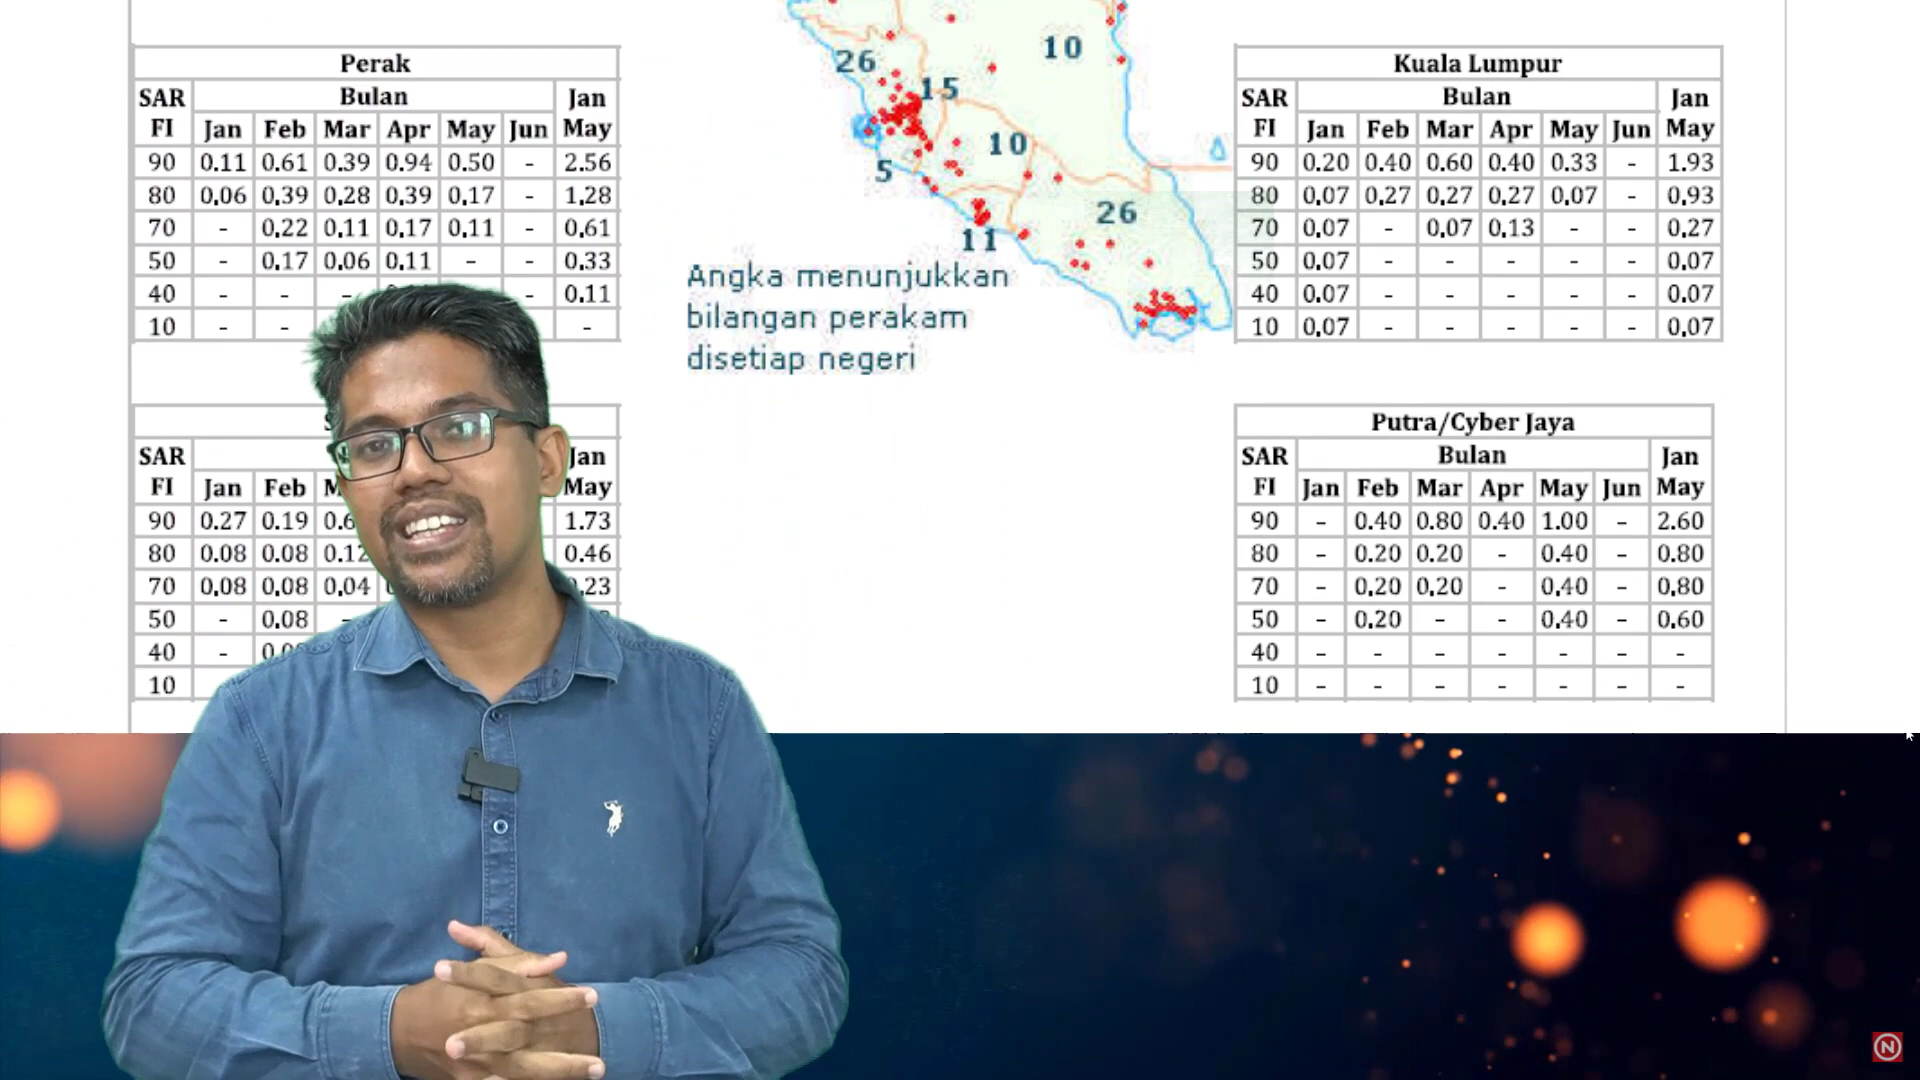 Perak
SAR Bulan Jan
FI Jan Feb Mar Apr May Jun May
90 0.11 0.61 0.39 0.94 0.50 - 2.56
80 0.06 0.39 0.28 0.39 0.17 - 1.28
70 - 0.22 0.11 0.17 0.11 - 0.61
50 - 0.17 0.06 0.11 - - 0.33
40 - - - - 0.11
10 - - -
26
15
10
10
5
26
11
Angka menunjukkan
bilangan perakam
disetiap negeri
Kuala Lumpur
SAR Bulan Jan
FI Jan Feb Mar Apr May Jun May
90 0.20 0.40 0.60 0.40 0.33 - 1.93
80 0.07 0.27 0.27 0.27 0.07 - 0.93
70 0.07 - 0.07 0.13 - - 0.27
50 0.07 - - - - - 0.07
40 0.07 - - - - - 0.07
10 0.07 - - - - - 0.07
SAR Jan
FI Jan Feb May
90 0.27 0.19 1.73
80 0.08 0.08 0.12 0.46
70 0.08 0.08 0.04
50 - 0.08 -
40 -
10
Putra/Cyber Jaya
SAR Bulan Jan
FI Jan Feb Mar Apr May Jun May
90 - 0.40 0.80 0.40 1.00 - 2.60
80 - 0.20 0.20 - 0.40 - 0.80
70 - 0.20 0.20 - 0.40 - 0.80
50 - 0.20 - - 0.40 - 0.60
40 - - - - - - -
10 - - - - - - -
N